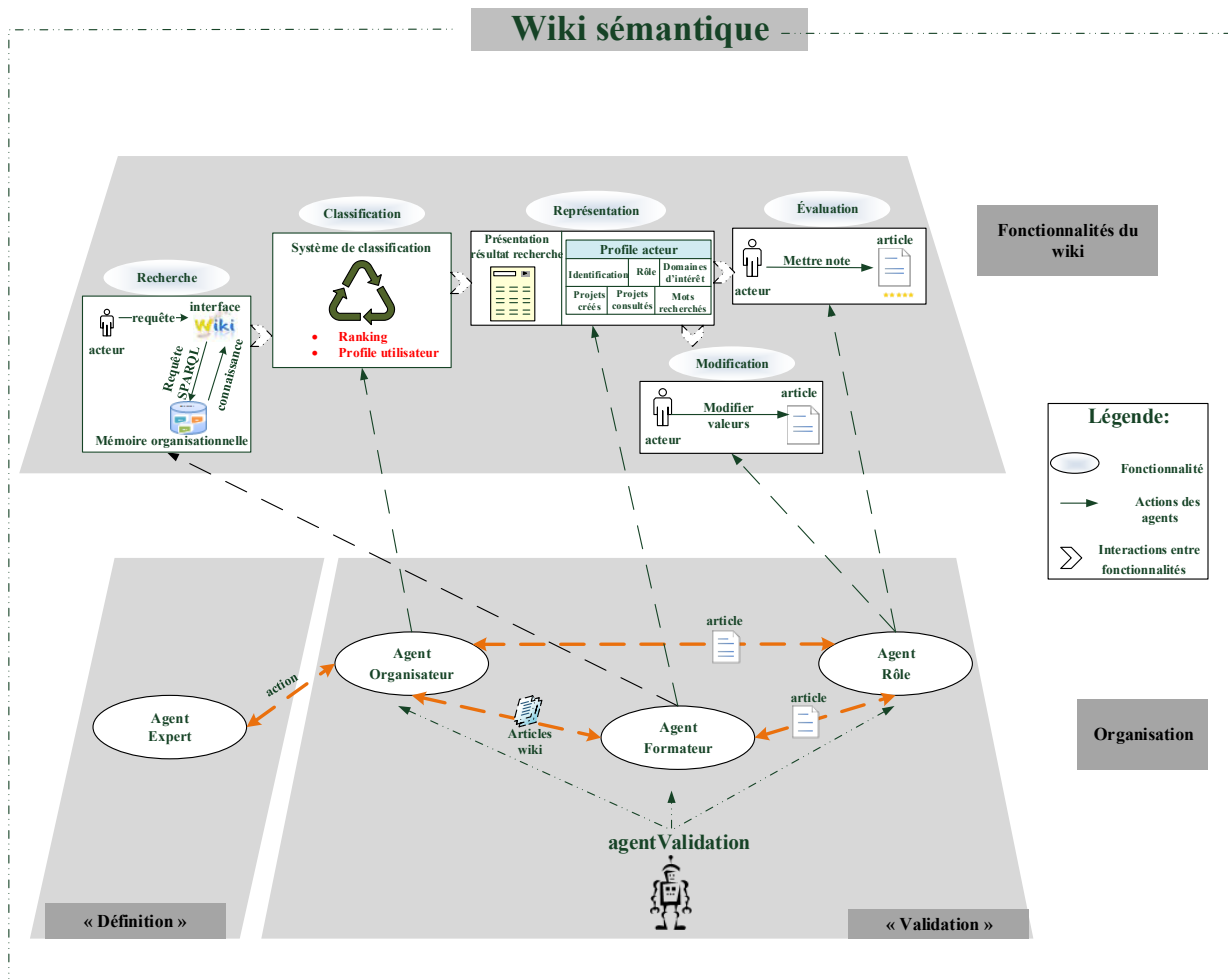 Wiki sémantique
Fonctionnalités du
wiki
Recherche
acteur
requête
interface
Wiki
Requête
SPARQL
connaissance
Mémoire organisationnelle
Classification
Système de classification
• Ranking
• Profile utilisateur
Représentation
Présentation
résultat recherche
Profile acteur
Identification
Rôle
Domaines
d'intérêt
Projets
créés
Projets
consultés
Mots
recherchés
Évaluation
acteur
Mettre note
article
Modification
acteur
Modifier
valeurs
article
Légende:
Fonctionnalité
Actions des
agents
Interactions entre
fonctionnalités
Agent
Expert
action
Agent
Organisateur
article
Agent
Rôle
Articles
wiki
Agent
Formateur
article
agentValidation
Organisation
« Définition »
« Validation »